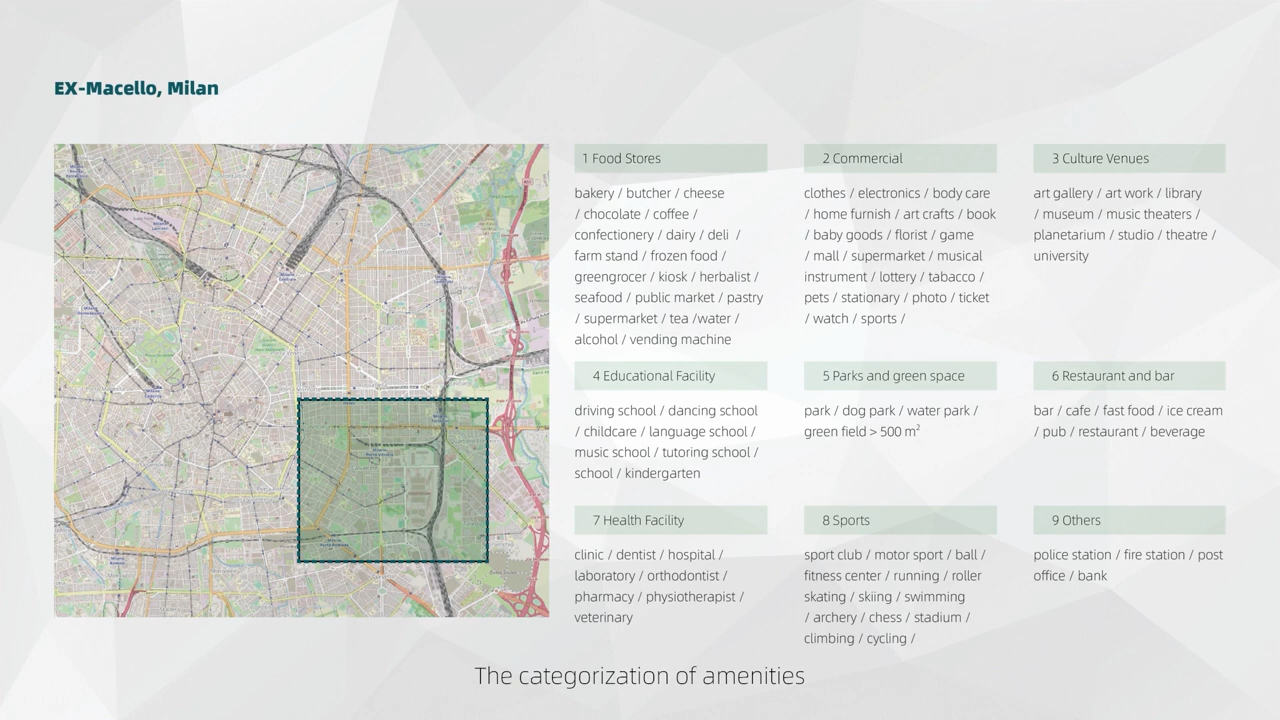 EX-Macello, Milan
1 Food Stores
bakery / butcher / cheese
/ chocolate / coffee /
confectionery / dairy / deli /
farm stand / frozen food /
greengrocer / kiosk / herbalist /
seafood / public market / pastry
/ supermarket / tea /water /
alcohol / vending machine
2 Commercial
clothes / electronics / body care
/ home furnish / art crafts / book
/ baby goods / florist / game
/ mall / supermarket / musical
instrument / lottery / tabacco /
pets / stationary / photo / ticket
/ watch / sports /
3 Culture Venues
art gallery / art work / library
/ museum / music theaters /
planetarium / studio / theatre /
university
4 Educational Facility
driving school / dancing school
/ childcare / language school /
music school / tutoring school /
school / kindergarten
5 Parks and green space
park / dog park / water park /
green field > 500 m²
6 Restaurant and bar
bar / cafe / fast food / ice cream
/ pub / restaurant / beverage
7 Health Facility
clinic / dentist / hospital /
laboratory / orthodontist /
pharmacy / physiotherapist /
veterinary
8 Sports
sport club / motor sport / ball /
fitness center / running / roller
skating / skiing / swimming
/ archery / chess / stadium /
climbing / cycling /
9 Others
police station / fire station / post
office / bank
The categorization of amenities